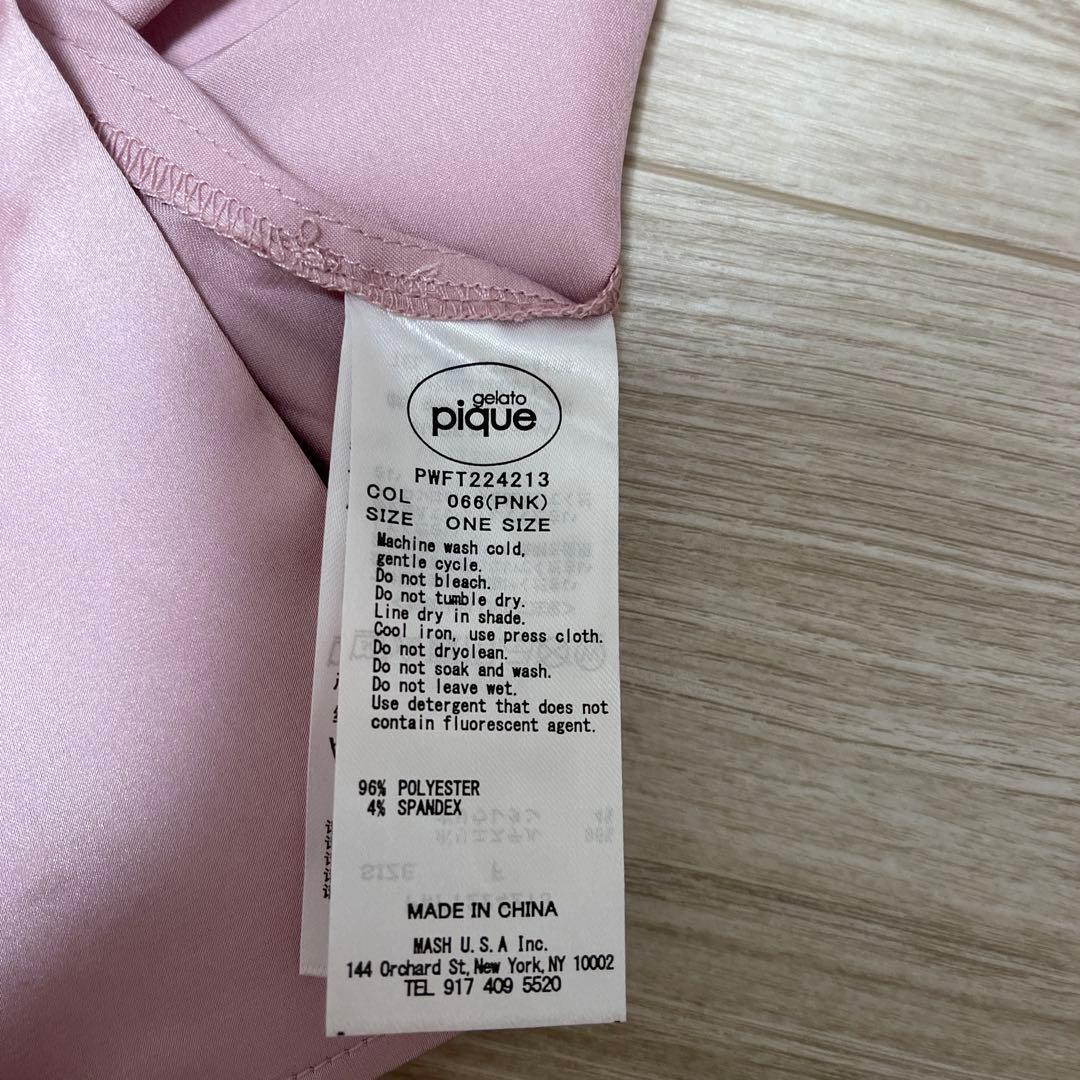 gelato
pique
PWFT224213
COL 066(PNK)
SIZE ONE SIZE
Machine wash cold,
gentle cycle.
Do not bleach.
Do not tumble dry.
Line dry in shade.
Cool iron, use press cloth.
Do not dryclean.
Do not soak and wash.
Do not leave wet.
Use detergent that does not
contain fluorescent agent.
96% POLYESTER
4% SPANDEX
MADE IN CHINA
MASH U.S.A Inc.
144 Orchard St, New York, NY 10002
TEL 917 409 5520